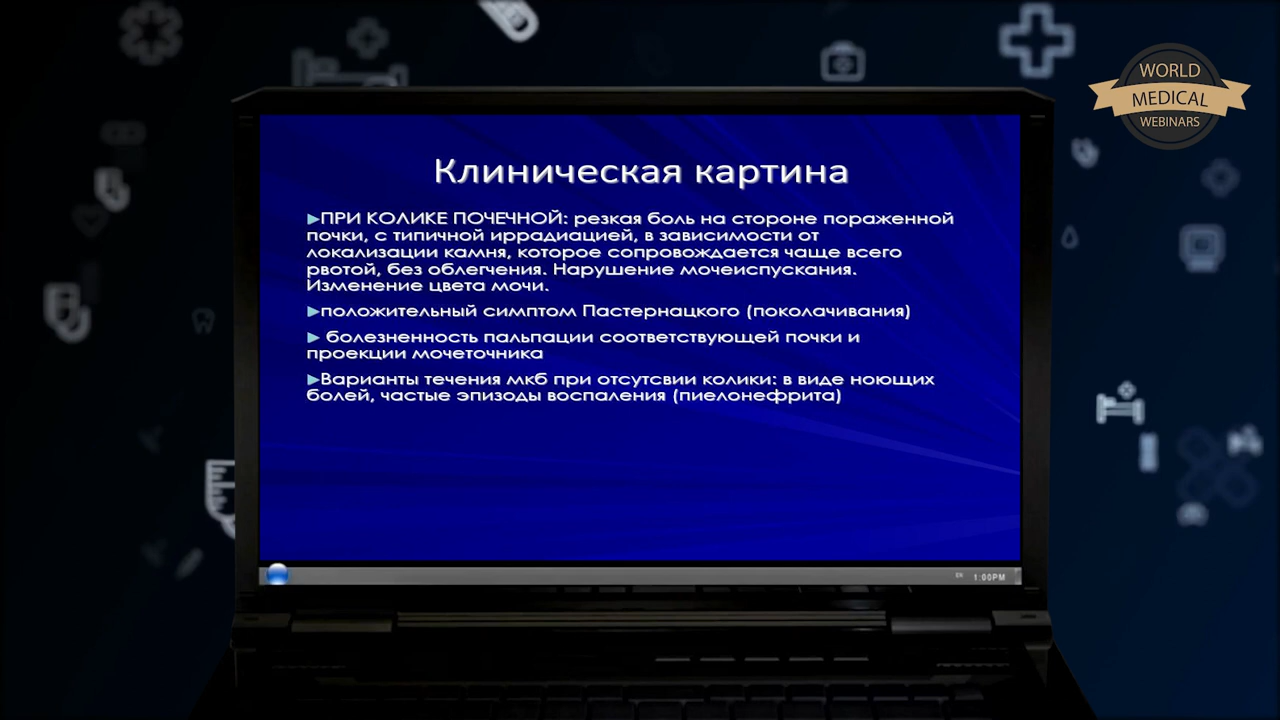 WORLD
MEDICAL
WEBINARS
Клиническая картина
►ПРИ КОЛИКЕ ПОЧЕЧНОЙ: резкая боль на стороне пораженной
почки, с типичной иррадиацией, в зависимости от
локализации камня, которое сопровождается чаще всего
рвотой, без облегчения. Нарушение мочеиспускания.
Изменение цвета мочи.
►положительный симптом Пастернацкого (поколачивания)
► болезненность пальпации соответствующей почки и
проекции мочеточника
►Варианты течения мкб при отсутсвии колики: в виде ноющих
болей, частые эпизоды воспаления (пиелонефрита)
EN 1:00PM